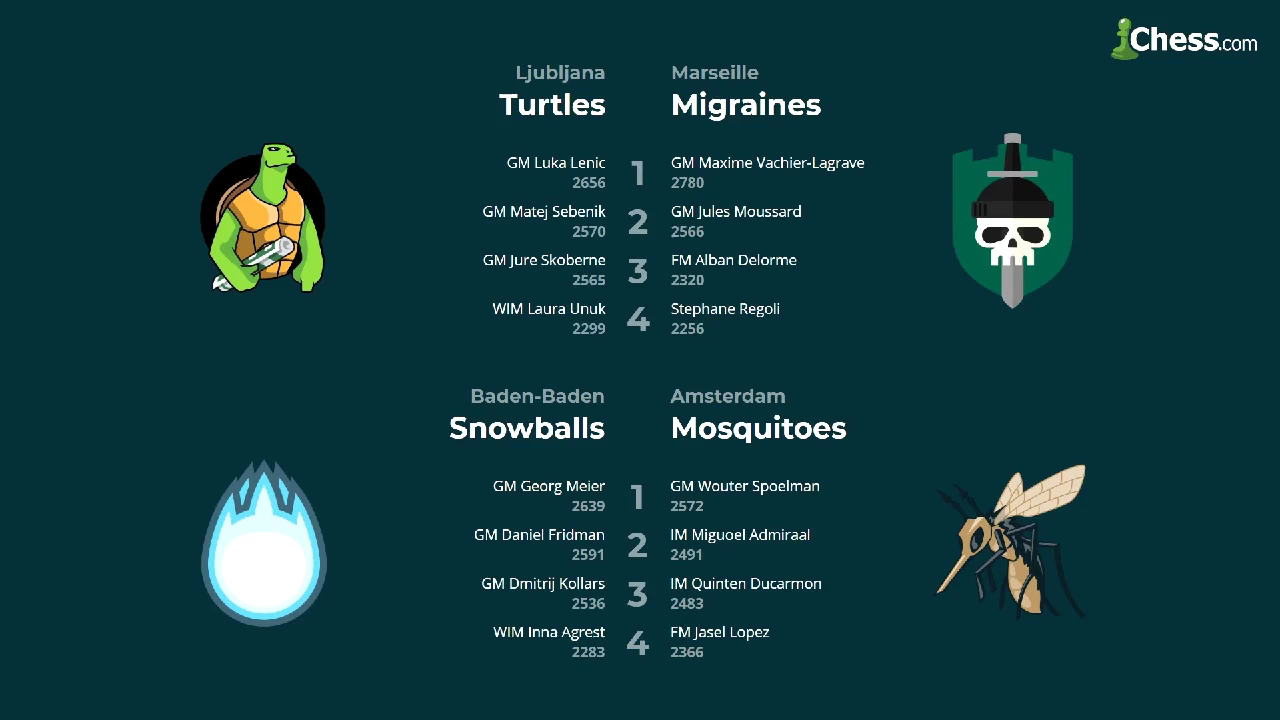 Chess.com
Ljubljana Marseille
Turtles Migraines
GM Luka Lenic 1 GM Maxime Vachier-Lagrave
2656 2780
GM Matej Sebenik 2 GM Jules Moussard
2570 2566
GM Jure Skoberne 3 FM Alban Delorme
2565 2320
WIM Laura Unuk 4 Stephane Regoli
2299 2256
Baden-Baden Amsterdam
Snowballs Mosquitoes
GM Georg Meier 1 GM Wouter Spoelman
2639 2572
GM Daniel Fridman 2 IM Miguoel Admiraal
2591 2491
GM Dmitrij Kollars 3 IM Quinten Ducarmon
2536 2483
WIM Inna Agrest 4 FM Jasel Lopez
2283 2366